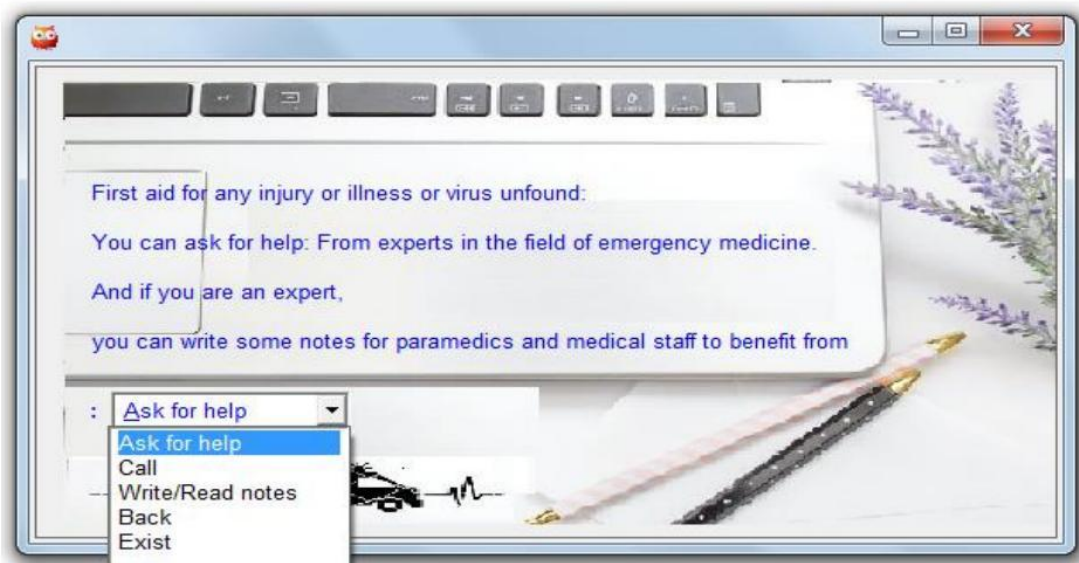 First aid for any injury or illness or virus unfound:
You can ask for help: From experts in the field of emergency medicine.
And if you are an expert,
you can write some notes for paramedics and medical staff to benefit from
: Ask for help
Ask for help
Call
Write/Read notes
Back
Exist